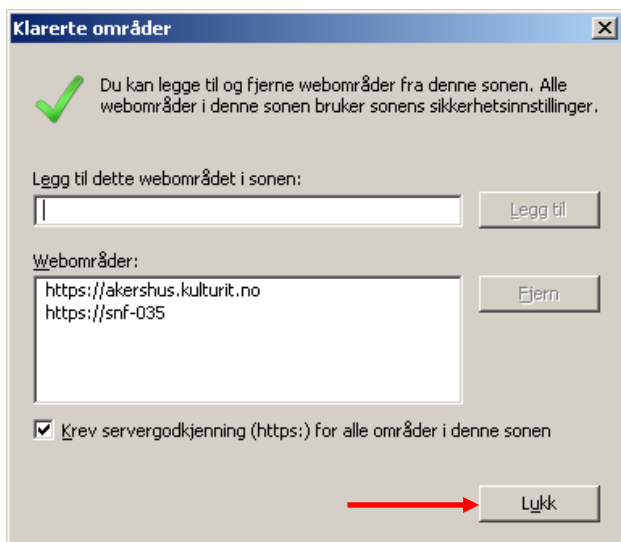 Klarerte områder
Du kan legge til og fjerne webområder fra denne sonen. Alle
webområder i denne sonen bruker sonens sikkerhetsinnstillinger.
Legg til dette webområdet i sonen:
Legg til
Webområder:
https://akershus.kulturit.no
https://snf-035
Fjern
Krev servergodkjenning (https:) for alle områder i denne sonen
Lukk